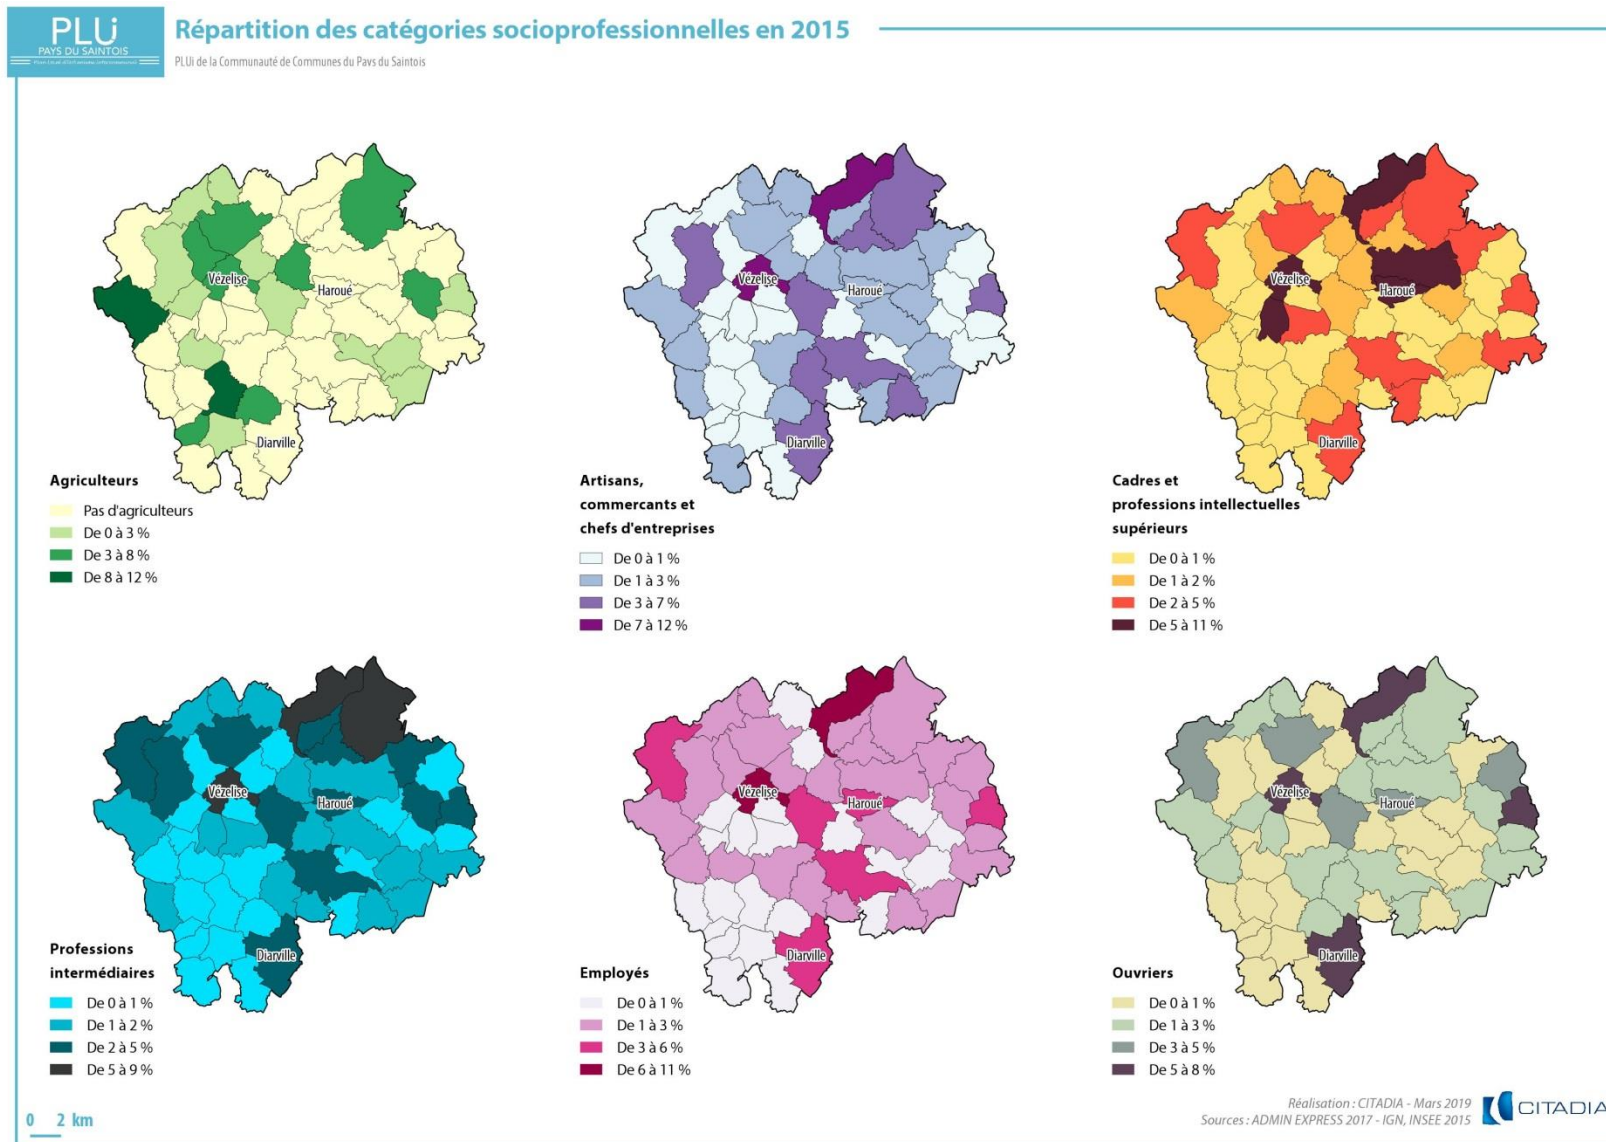 PLUi
PAYS DU SAINTOIS
Répartition des catégories socioprofessionnelles en 2015
PLUi de la Communauté de Communes du Pays du Saintois
Vézelise
Haroué
Diarville
Agriculteurs
Pas d'agriculteurs
De 0 à 3 %
De 3 à 8 %
De 8 à 12 %
Vézelise
Haroué
Diarville
Artisans,
commercants et
chefs d'entreprises
De 0 à 1 %
De 1 à 3 %
De 3 à 7 %
De 7 à 12 %
Vézelise
Haroué
Diarville
Cadres et
professions intellectuelles
supérieurs
De 0 à 1 %
De 1 à 2 %
De 2 à 5 %
De 5 à 11 %
Vézelise
Haroué
Diarville
Professions
intermédiaires
De 0 à 1 %
De 1 à 2 %
De 2 à 5 %
De 5 à 9 %
Vézelise
Haroué
Diarville
Employés
De 0 à 1 %
De 1 à 3 %
De 3 à 6 %
De 6 à 11 %
Vézelise
Haroué
Diarville
Ouvriers
De 0 à 1 %
De 1 à 3 %
De 3 à 5 %
De 5 à 8 %
0 2 km
Réalisation : CITADIA - Mars 2019
Sources : ADMIN EXPRESS 2017 - IGN, INSEE 2015
CITADIA